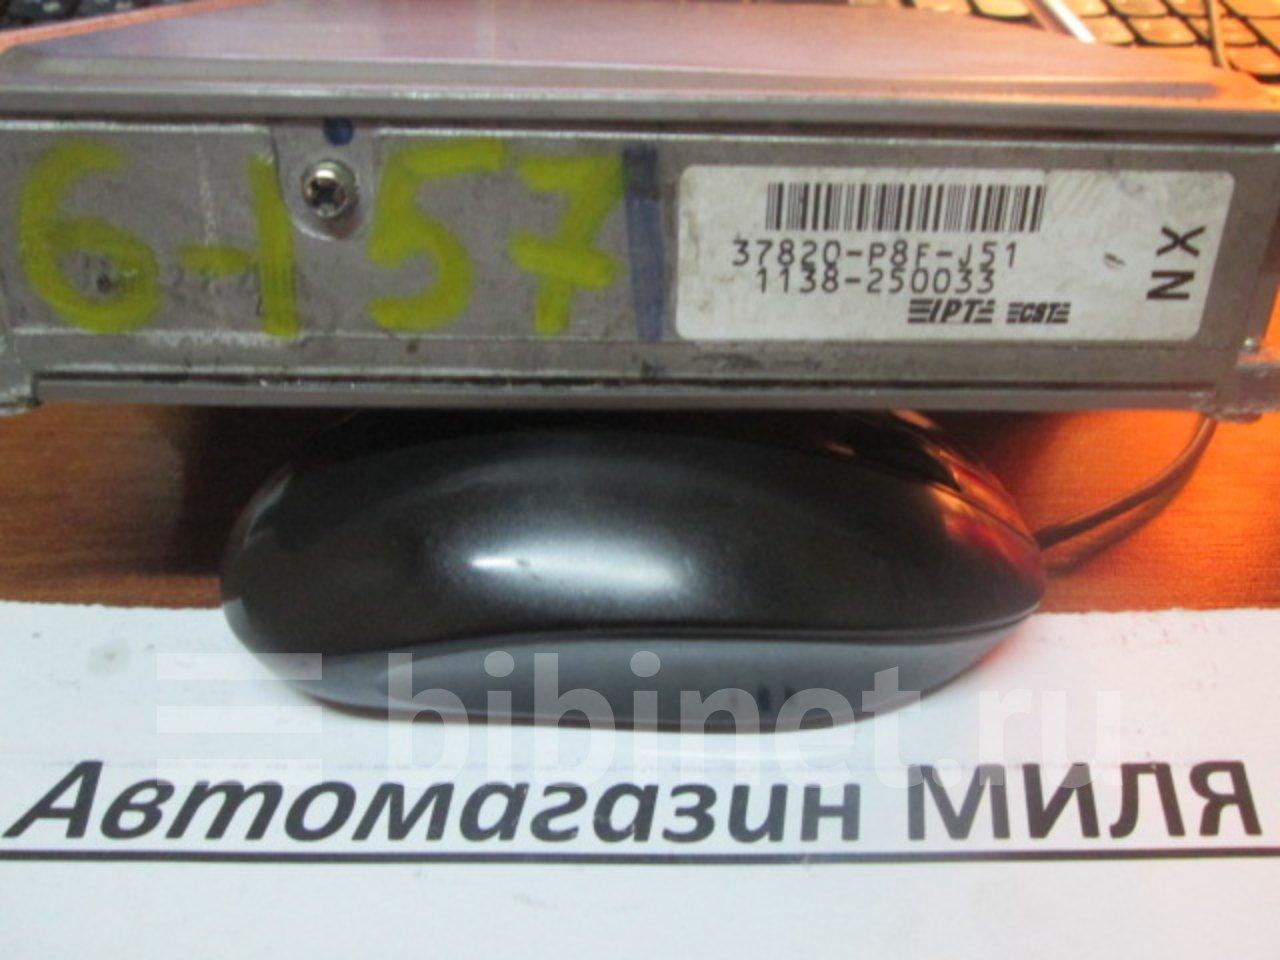 6-157
37820-P8F-J51
1138-250033
IPT CST
NX
bibinet.ru
Автомагазин МИЛЯ